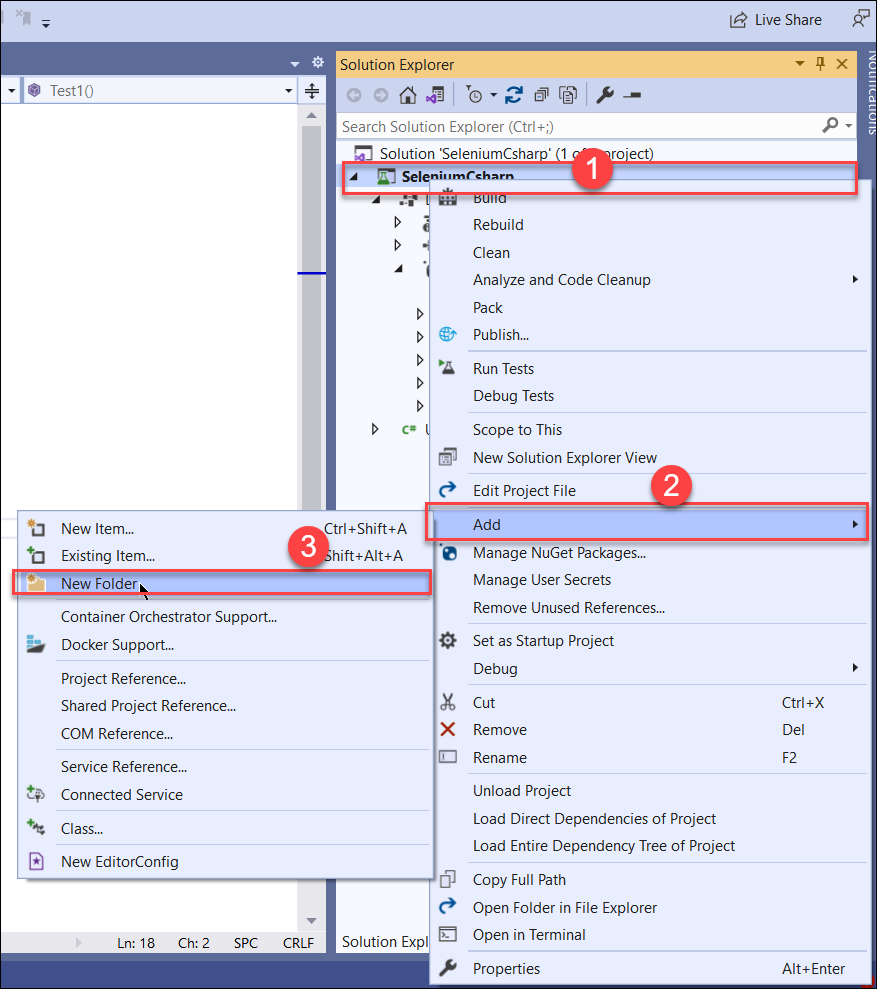 Live Share
Notifications
Solution Explorer
Test1()
Search Solution Explorer (Ctrl+;)
Solution 'SeleniumCsharp' (1 of project)
1
SeleniumCsharp
Build
Rebuild
Clean
Analyze and Code Cleanup
Pack
Publish...
Run Tests
Debug Tests
C#
Scope to This
New Solution Explorer View
2
Edit Project File
Add
Manage NuGet Packages...
Manage User Secrets
Remove Unused References...
Set as Startup Project
Debug
Cut Ctrl+X
Remove Del
Rename F2
Unload Project
Load Direct Dependencies of Project
Load Entire Dependency Tree of Project
Copy Full Path
Open Folder in File Explorer
Open in Terminal
Properties Alt+Enter
New Item... Ctrl+Shift+A
3
Existing Item... Shift+Alt+A
New Folder
Container Orchestrator Support...
Docker Support...
Project Reference...
Shared Project Reference...
COM Reference...
Service Reference...
Connected Service
Class...
New EditorConfig
Ln: 18 Ch: 2 SPC CRLF
Solution Expl